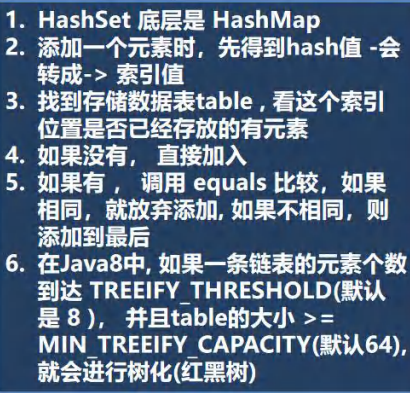 1. HashSet 底层是 HashMap
2. 添加一个元素时，先得到hash值 -会
转成-> 索引值
3. 找到存储数据表table , 看这个索引
位置是否已经存放的有元素
4. 如果没有， 直接加入
5. 如果有 ， 调用 equals 比较，如果
相同，就放弃添加, 如果不相同，则
添加到最后
6. 在Java8中, 如果一条链表的元素个数
到达 TREEIFY_THRESHOLD(默认
是 8 )， 并且table的大小 >=
MIN_TREEIFY_CAPACITY(默认64),
就会进行树化(红黑树)